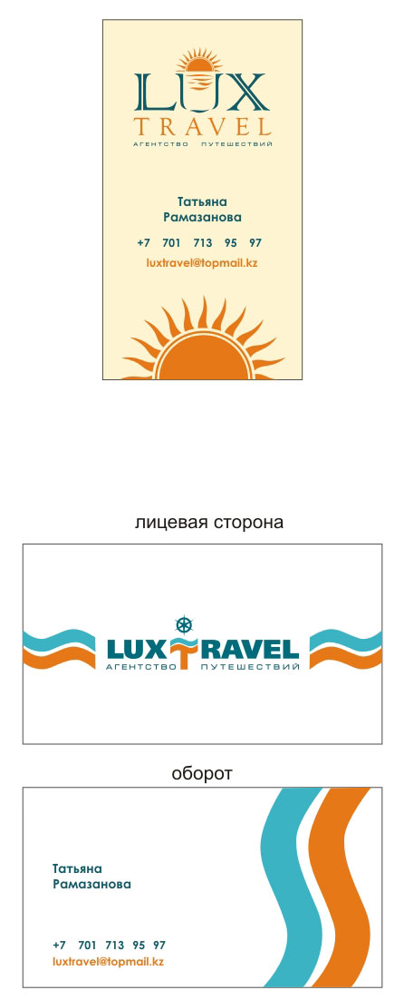 LUX
TRAVEL
АГЕНТСТВО ПУТЕШЕСТВИЙ
Татьяна
Рамазанова
+7 701 713 95 97
luxtravel@topmail.kz
лицевая сторона
LUX TRAVEL
АГЕНТСТВО ПУТЕШЕСТВИЙ
оборот
Татьяна
Рамазанова
+7 701 713 95 97
luxtravel@topmail.kz